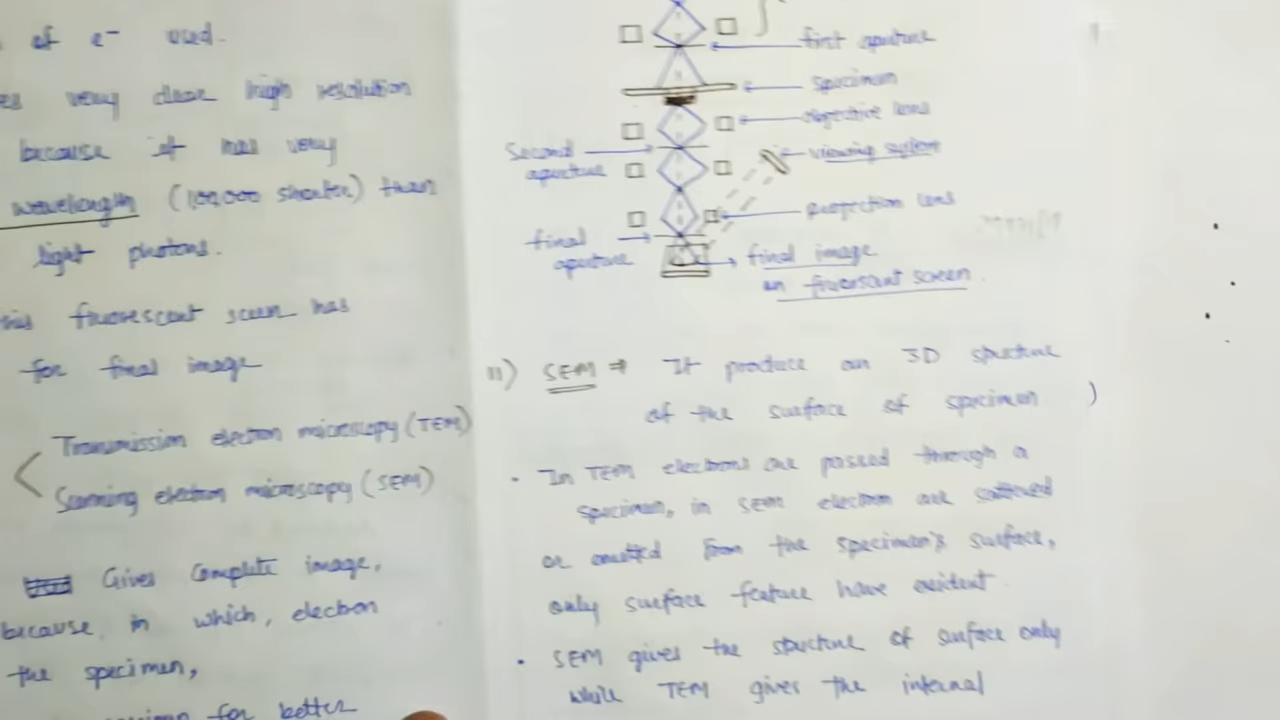 of e- used.
very clear high resolution
because it has very
wavelength (100,000 shorter) than
light photons.
this fluorescent screen has
for final image
Transmission electron microscopy (TEM)
Scanning electron microscopy (SEM)
Gives Complete image,
because, in which, electron
the specimen,
for better
first aperture
specimen
objective lens
Second
aperture
viewing system
projection lens
final
aperture
final image
on fluorescent screen.
11) SEM ⇒ It produce an 3D structure
of the surface of specimen
• In TEM electrons are passed through a
specimen, in SEM electron are scattered
or emitted from the specimen's surface,
only surface feature have evident.
• SEM gives the structure of surface only
while TEM gives the internal